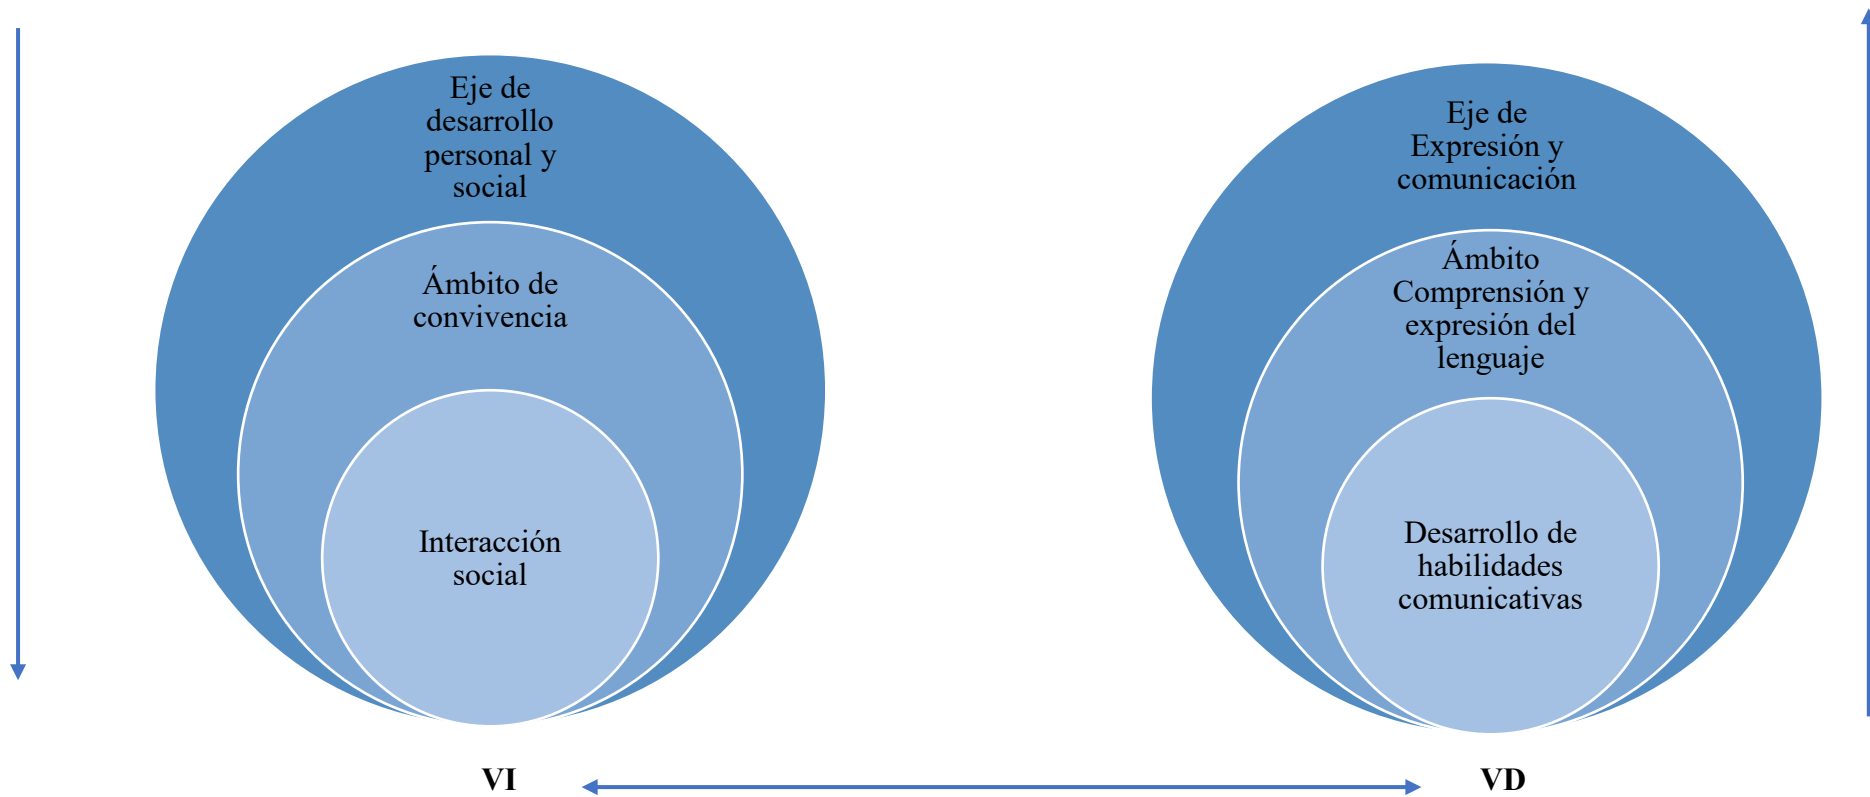 Eje de
desarrollo
personal y
social
Ámbito de
convivencia
Interacción
social
VI
Eje de
Expresión y
comunicación
Ámbito
Comprensión y
expresión del
lenguaje
Desarrollo de
habilidades
comunicativas
VD